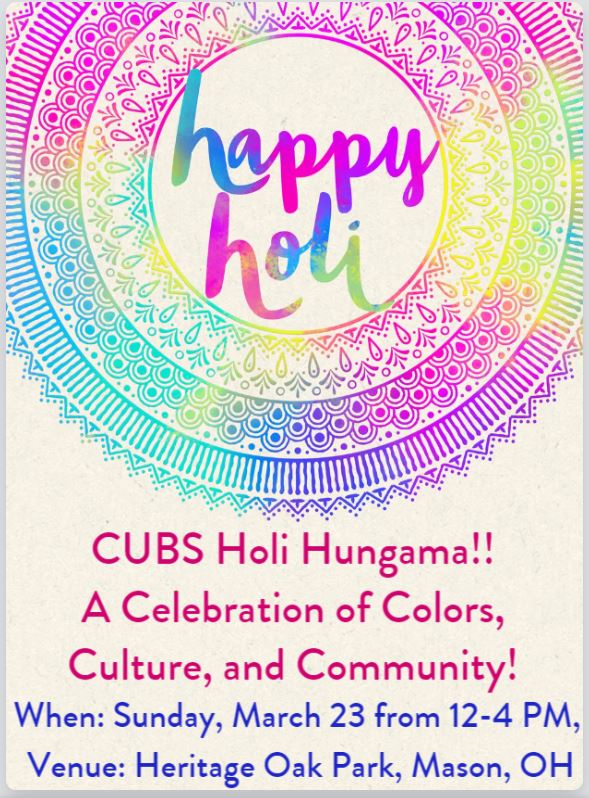 happy
holi
CUBS Holi Hungama!!
A Celebration of Colors,
Culture, and Community!
When: Sunday, March 23 from 12-4 PM,
Venue: Heritage Oak Park, Mason, OH